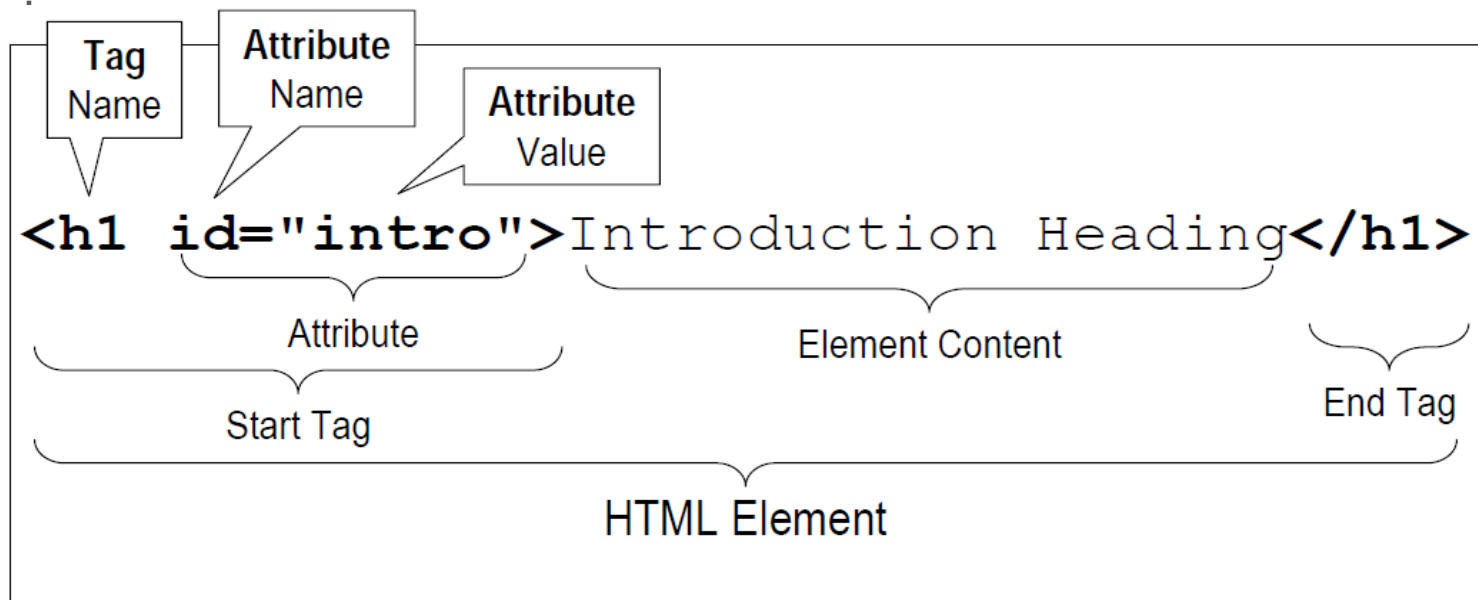 Tag
Name
Attribute
Name
Attribute
Value
<h1 id="intro">Introduction Heading</h1>
Attribute
Element Content
Start Tag
End Tag
HTML Element